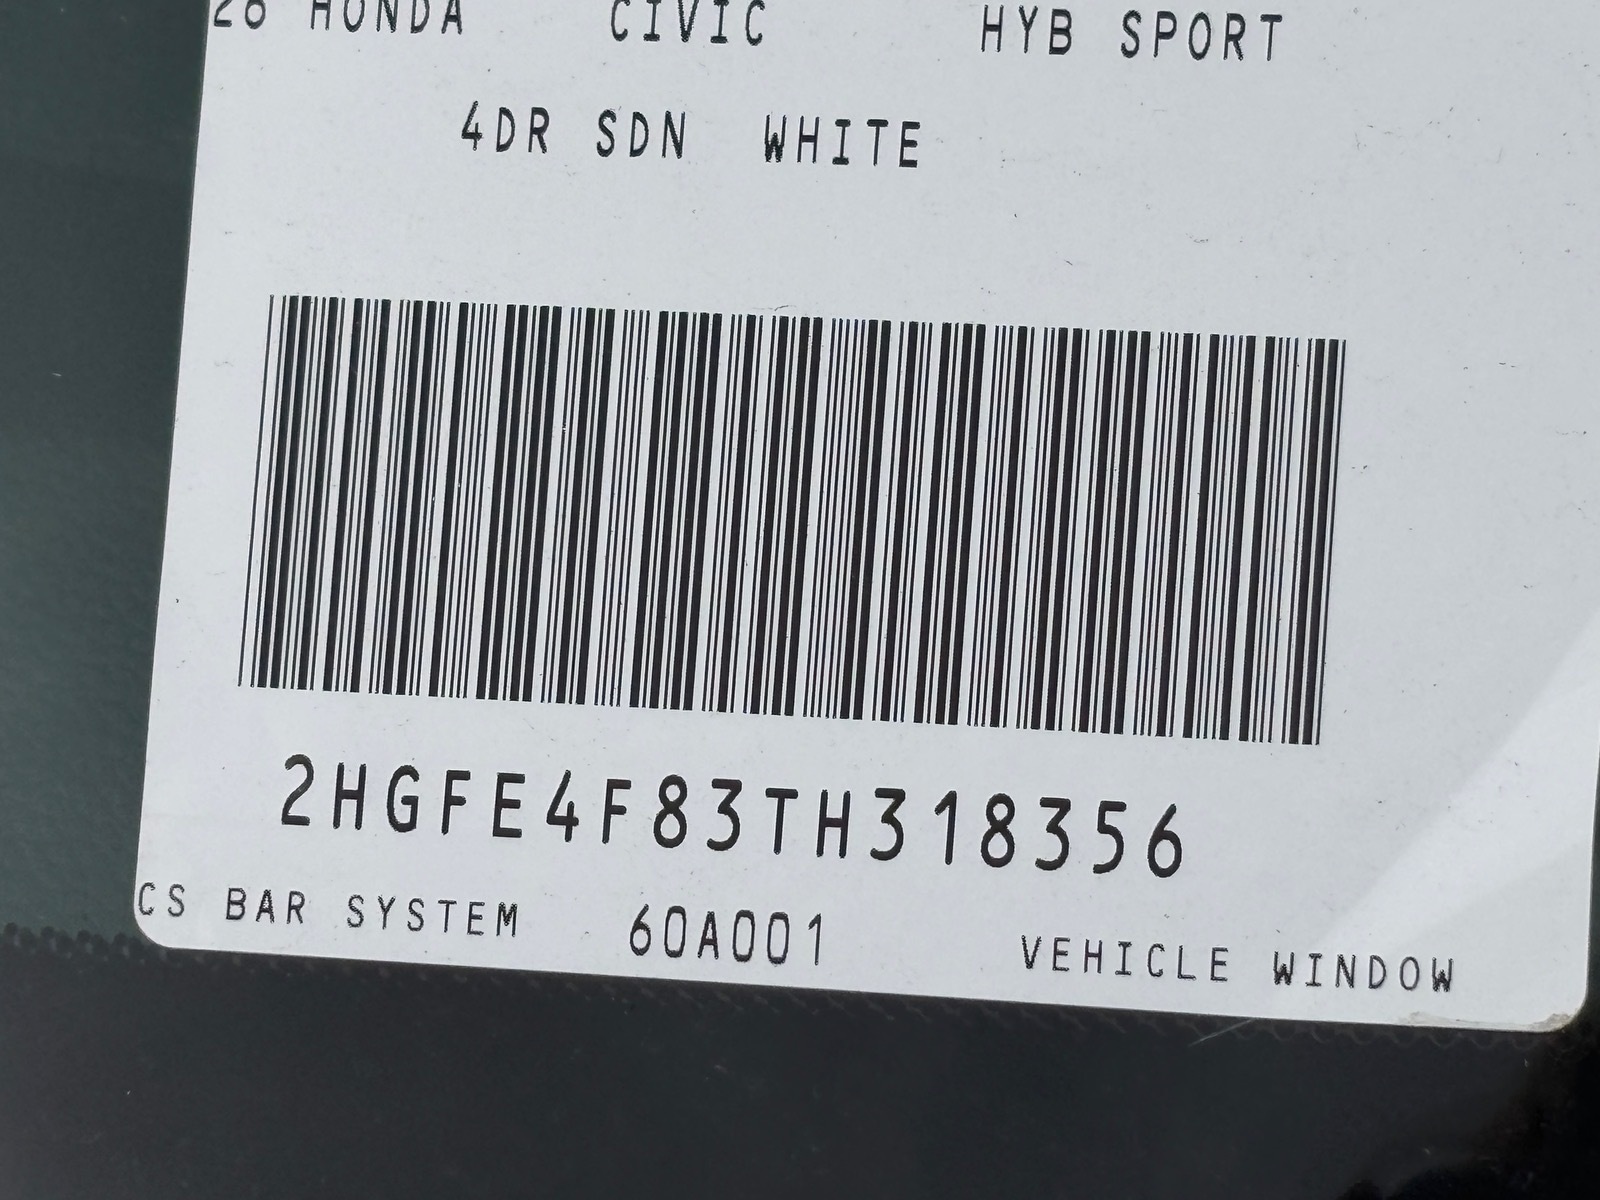 26 HONDA CIVIC HYB SPORT
4DR SDN WHITE
2HGFE4F83TH318356
CS BAR SYSTEM 60A001 VEHICLE WINDOW